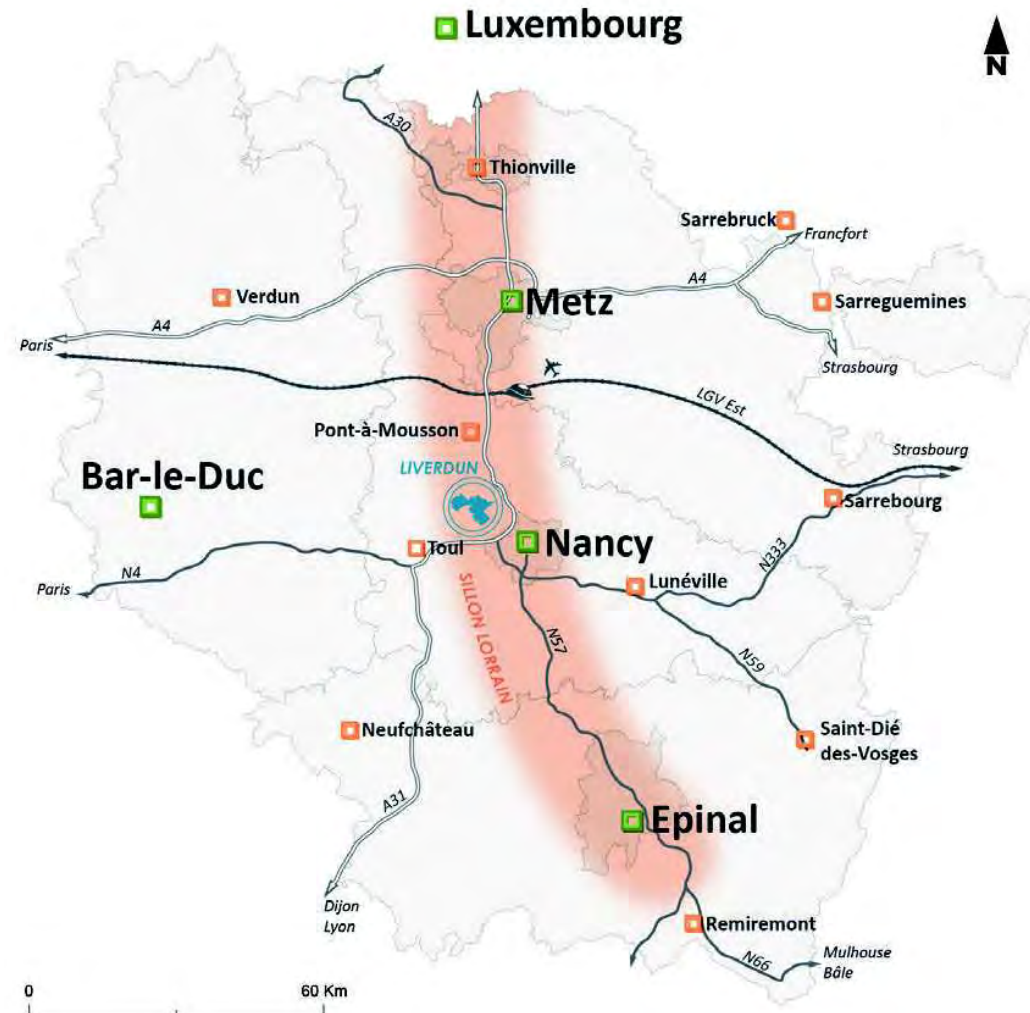 Luxembourg
N
A30
Thionville
Sarrebruck
Francfort
Verdun
Metz
A4
Sarreguemines
A4
Paris
Strasbourg
LGV Est
Pont-à-Mousson
Strasbourg
LIVERDUN
Bar-le-Duc
Sarrebourg
Toul
Nancy
N333
N4
Paris
Lunéville
SILLON LORRAIN
N57
N59
Neufchâteau
Saint-Dié
des-Vosges
A31
Epinal
Dijon
Lyon
Remiremont
N66
Mulhouse
Bâle
0 60 Km